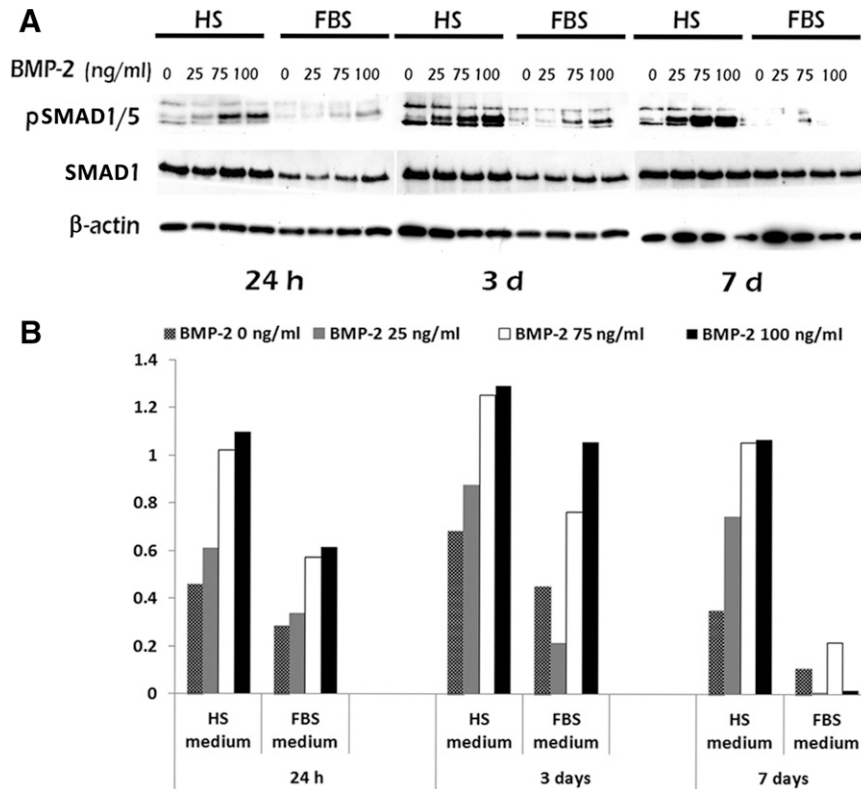 A
HS FBS HS FBS HS FBS
BMP-2 (ng/ml) 0 25 75 100 0 25 75 100 0 25 75 100 0 25 75 100 0 25 75 100 0 25 75 100
pSMAD1/5
SMAD1
β-actin
24 h 3 d 7 d
B
BMP-2 0 ng/ml BMP-2 25 ng/ml BMP-2 75 ng/ml BMP-2 100 ng/ml
1.4
1.2
1
0.8
0.6
0.4
0.2
0
HS FBS HS FBS HS FBS
medium medium medium medium medium medium
24 h 3 days 7 days